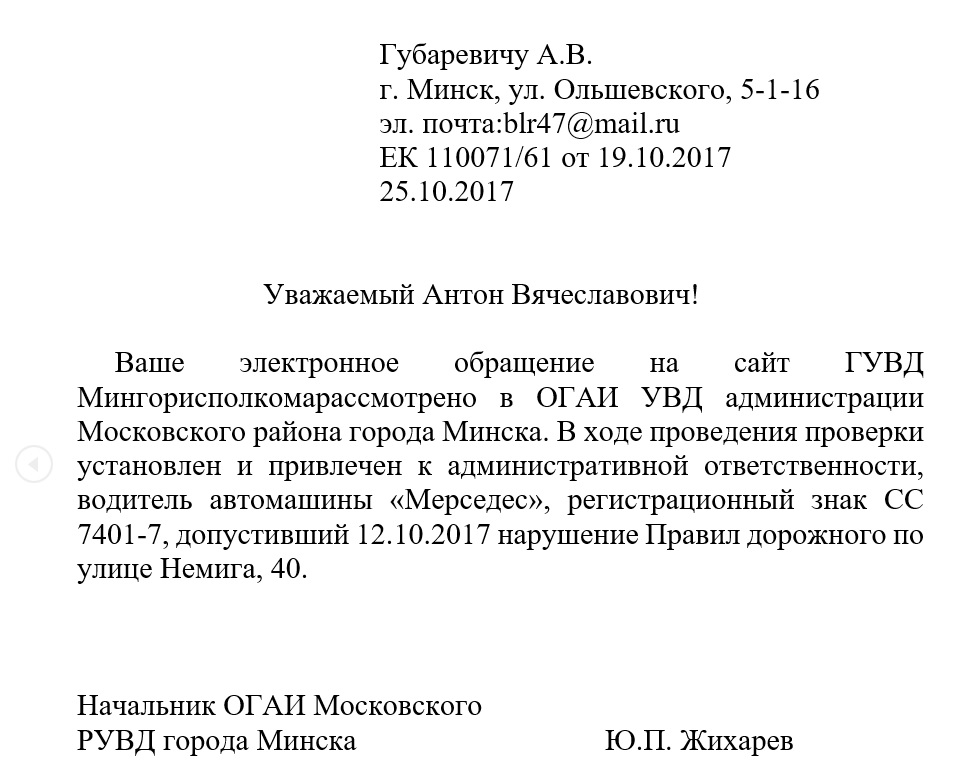 Губаревичу А.В.
г. Минск, ул. Ольшевского, 5-1-16
эл. почта:blr47@mail.ru
ЕК 110071/61 от 19.10.2017
25.10.2017
Уважаемый Антон Вячеславович!
Ваше электронное обращение на сайт ГУВД
Мингорисполкомарассмотрено в ОГАИ УВД администрации
Московского района города Минска. В ходе проведения проверки
установлен и привлечен к административной ответственности,
водитель автомашины «Мерседес», регистрационный знак СС
7401-7, допустивший 12.10.2017 нарушение Правил дорожного по
улице Немига, 40.
Начальник ОГАИ Московского
РУВД города Минска Ю.П. Жихарев